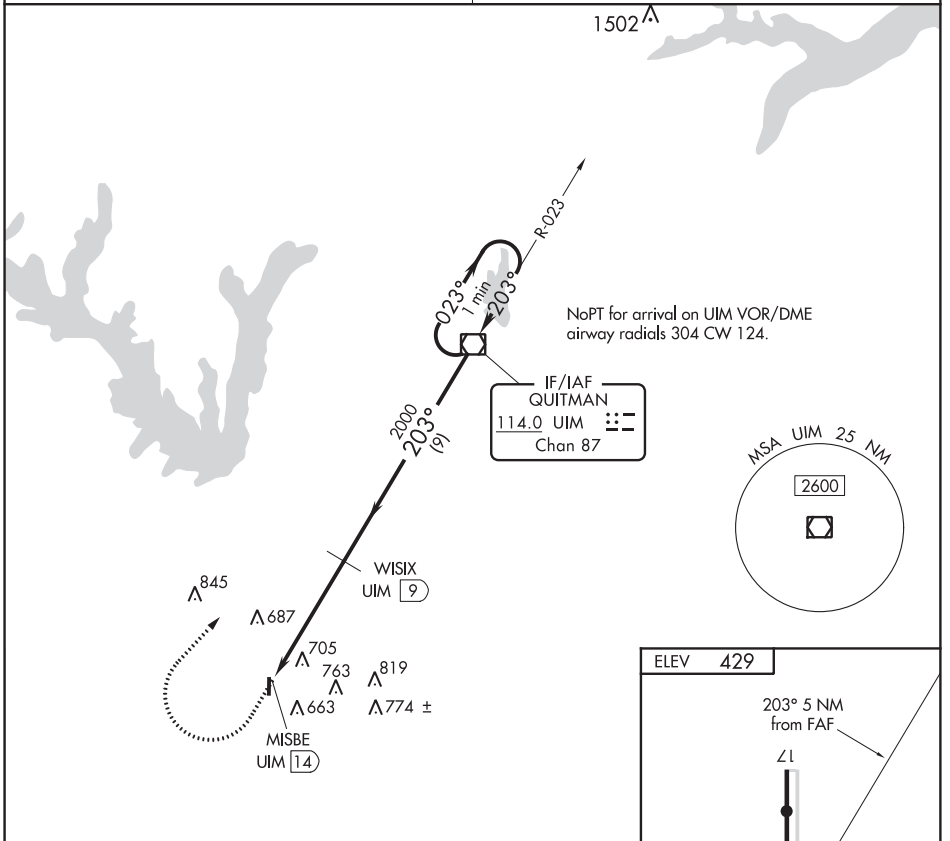 1502
R-023
023°
1 min
203°
NoPT for arrival on UIM VOR/DME
airway radials 304 CW 124.
IF/IAF
QUITMAN
114.0 UIM
Chan 87
2000
203°
(9)
MSA UIM 25 NM
2600
WISIX
UIM 9
845
687
705
763
819
663
774 ±
MISBE
UIM 14
ELEV 429
203° 5 NM
from FAF
17